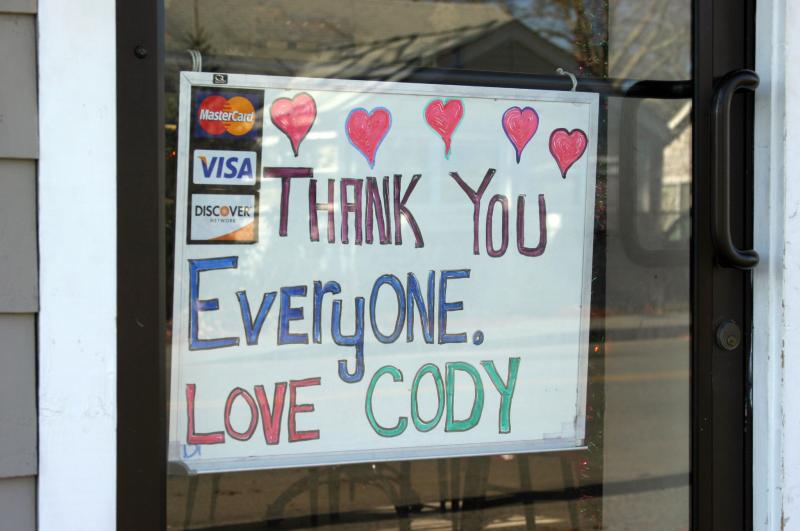 MasterCard
VISA
DISCOVER
NETWORK
THANK YOU
EVERYONE.
LOVE CODY